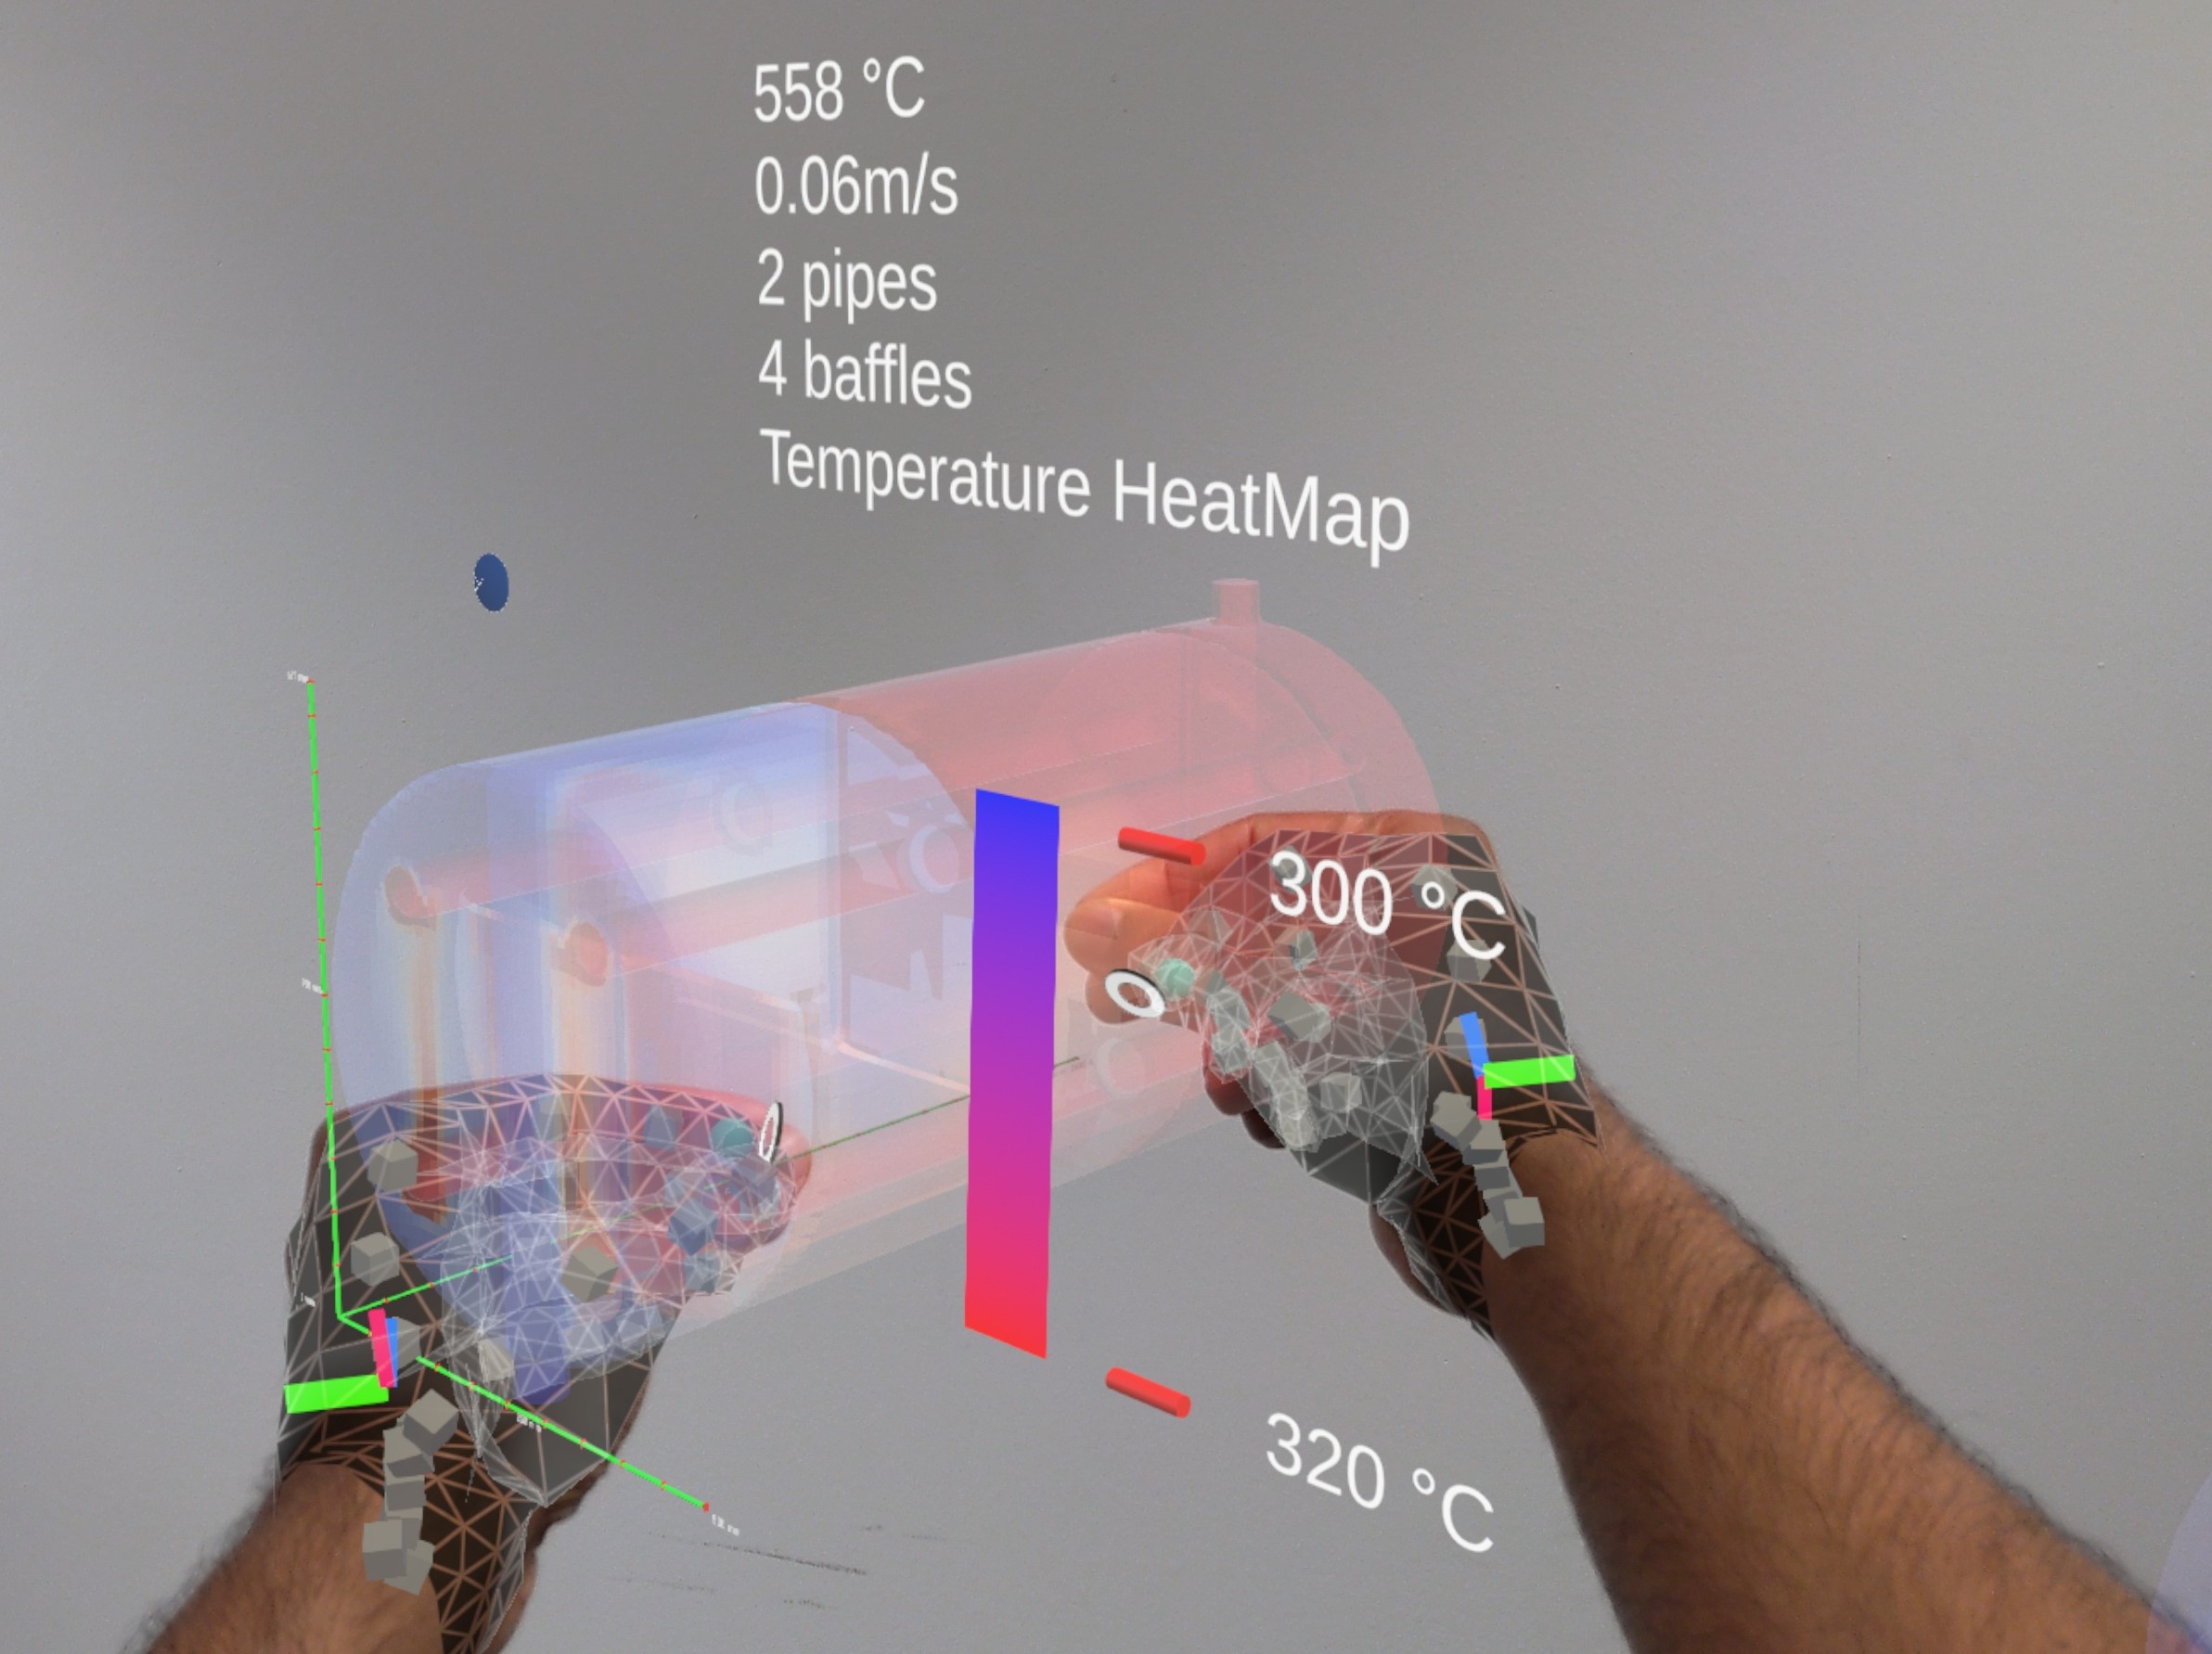 558 °C
0.06m/s
2 pipes
4 baffles
Temperature HeatMap
300 °C
320 °C